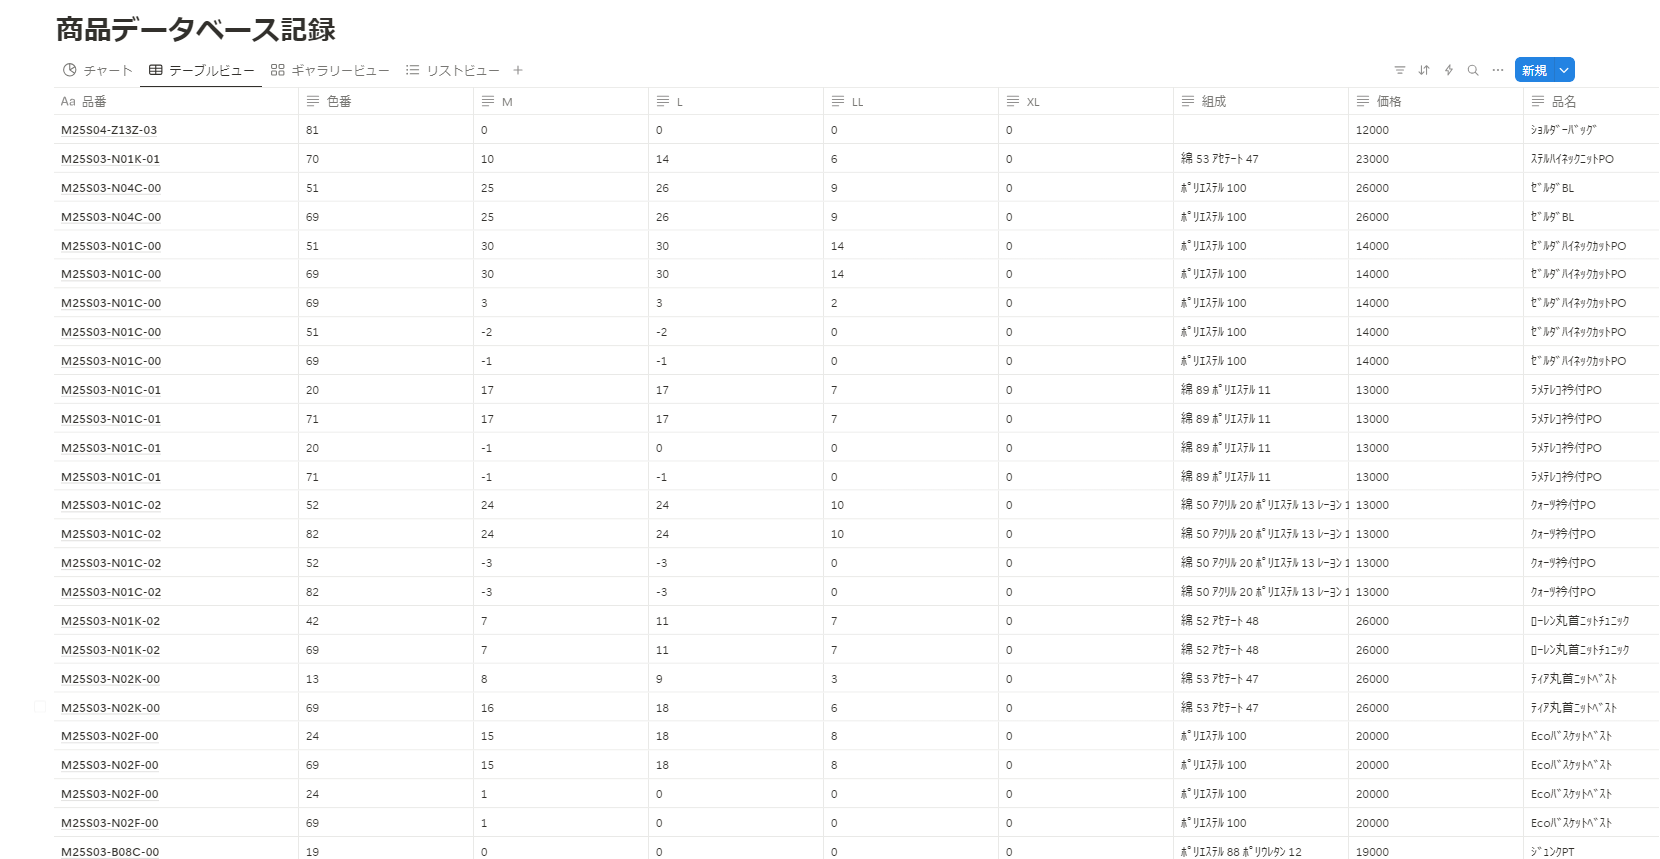 商品データベース記録
チャート テーブルビュー ギャラリービュー リストビュー + 新規
Aa 品番 色番 M L LL XL 組成 価格 品名
M25S04-Z13Z-03 81 0 0 0 0 12000 ｼｮﾙﾀﾞｰﾊﾞｯｸﾞ
M25S03-N01K-01 70 10 14 6 0 綿 53 ｱｾﾃｰﾄ 47 23000 ｽﾃﾙﾊｲﾈｯｸﾆｯﾄPO
M25S03-N04C-00 51 25 26 9 0 ﾎﾟﾘｴｽﾃﾙ 100 26000 ｾﾞﾙﾀﾞBL
M25S03-N04C-00 69 25 26 9 0 ﾎﾟﾘｴｽﾃﾙ 100 26000 ｾﾞﾙﾀﾞBL
M25S03-N01C-00 51 30 30 14 0 ﾎﾟﾘｴｽﾃﾙ 100 14000 ｾﾞﾙﾀﾞﾊｲﾈｯｸｶｯﾄPO
M25S03-N01C-00 69 30 30 14 0 ﾎﾟﾘｴｽﾃﾙ 100 14000 ｾﾞﾙﾀﾞﾊｲﾈｯｸｶｯﾄPO
M25S03-N01C-00 69 3 3 2 0 ﾎﾟﾘｴｽﾃﾙ 100 14000 ｾﾞﾙﾀﾞﾊｲﾈｯｸｶｯﾄPO
M25S03-N01C-00 51 -2 -2 0 0 ﾎﾟﾘｴｽﾃﾙ 100 14000 ｾﾞﾙﾀﾞﾊｲﾈｯｸｶｯﾄPO
M25S03-N01C-00 69 -1 -1 0 0 ﾎﾟﾘｴｽﾃﾙ 100 14000 ｾﾞﾙﾀﾞﾊｲﾈｯｸｶｯﾄPO
M25S03-N01C-01 20 17 17 7 0 綿 89 ﾎﾟﾘｴｽﾃﾙ 11 13000 ﾗﾒﾃﾚｺ衿付PO
M25S03-N01C-01 71 17 17 7 0 綿 89 ﾎﾟﾘｴｽﾃﾙ 11 13000 ﾗﾒﾃﾚｺ衿付PO
M25S03-N01C-01 20 -1 0 0 0 綿 89 ﾎﾟﾘｴｽﾃﾙ 11 13000 ﾗﾒﾃﾚｺ衿付PO
M25S03-N01C-01 71 -1 -1 0 0 綿 89 ﾎﾟﾘｴｽﾃﾙ 11 13000 ﾗﾒﾃﾚｺ衿付PO
M25S03-N01C-02 52 24 24 10 0 綿 50 ｱｸﾘﾙ 20 ﾎﾟﾘｴｽﾃﾙ 13 ﾚｰﾖﾝ 1 13000 ｸｫｰﾂ衿付PO
M25S03-N01C-02 82 24 24 10 0 綿 50 ｱｸﾘﾙ 20 ﾎﾟﾘｴｽﾃﾙ 13 ﾚｰﾖﾝ 1 13000 ｸｫｰﾂ衿付PO
M25S03-N01C-02 52 -3 -3 0 0 綿 50 ｱｸﾘﾙ 20 ﾎﾟﾘｴｽﾃﾙ 13 ﾚｰﾖﾝ 1 13000 ｸｫｰﾂ衿付PO
M25S03-N01C-02 82 -3 -3 0 0 綿 50 ｱｸﾘﾙ 20 ﾎﾟﾘｴｽﾃﾙ 13 ﾚｰﾖﾝ 1 13000 ｸｫｰﾂ衿付PO
M25S03-N01K-02 42 7 11 7 0 綿 52 ｱｾﾃｰﾄ 48 26000 ﾛｰﾚﾝ丸首ﾆｯﾄﾁｭﾆｯｸ
M25S03-N01K-02 69 7 11 7 0 綿 52 ｱｾﾃｰﾄ 48 26000 ﾛｰﾚﾝ丸首ﾆｯﾄﾁｭﾆｯｸ
M25S03-N02K-00 13 8 9 3 0 綿 53 ｱｾﾃｰﾄ 47 26000 ﾃｨｱ丸首ﾆｯﾄﾍﾞｽﾄ
M25S03-N02K-00 69 16 18 6 0 綿 53 ｱｾﾃｰﾄ 47 26000 ﾃｨｱ丸首ﾆｯﾄﾍﾞｽﾄ
M25S03-N02F-00 24 15 18 8 0 ﾎﾟﾘｴｽﾃﾙ 100 20000 Ecoﾊﾞｽｹｯﾄﾍﾞｽﾄ
M25S03-N02F-00 69 15 18 8 0 ﾎﾟﾘｴｽﾃﾙ 100 20000 Ecoﾊﾞｽｹｯﾄﾍﾞｽﾄ
M25S03-N02F-00 24 1 0 0 0 ﾎﾟﾘｴｽﾃﾙ 100 20000 Ecoﾊﾞｽｹｯﾄﾍﾞｽﾄ
M25S03-N02F-00 69 1 0 0 0 ﾎﾟﾘｴｽﾃﾙ 100 20000 Ecoﾊﾞｽｹｯﾄﾍﾞｽﾄ
M25S03-B08C-00 19 0 0 0 0 ﾎﾟﾘｴｽﾃﾙ 88 ﾎﾟﾘｳﾚﾀﾝ 12 19000 ｼﾞｭﾝｸPT